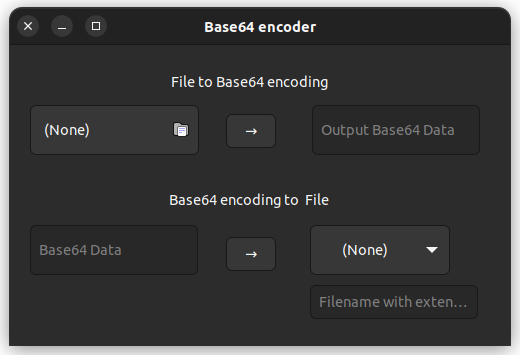 Base64 encoder
File to Base64 encoding
(None)
→
Output Base64 Data
Base64 encoding to  File
Base64 Data
→
(None)
Filename with exten…